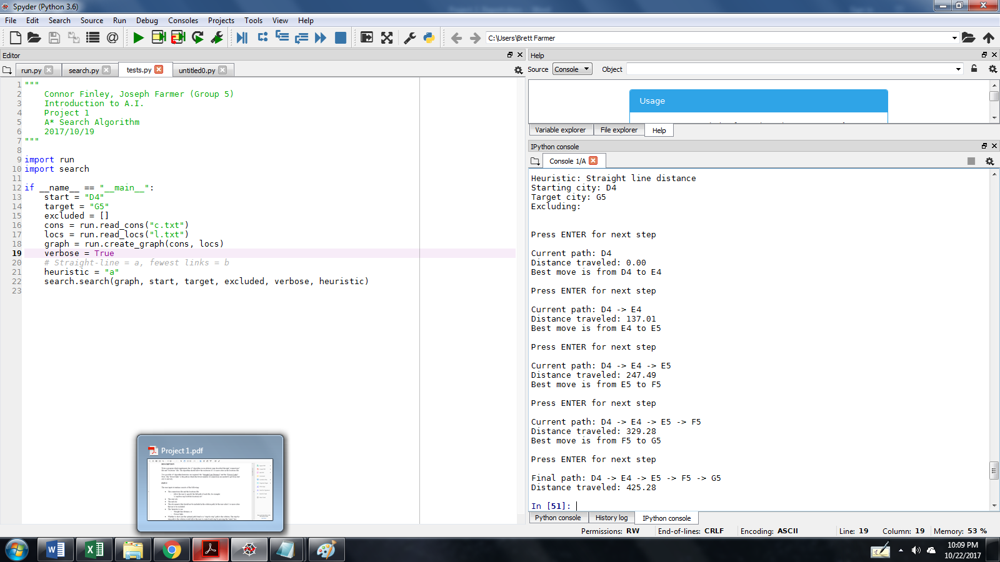 Spyder (Python 3.6)
File Edit Search Source Run Debug Consoles Projects Tools View Help
C:\Users\Brett Farmer
Editor
run.py search.py tests.py untitled0.py
1 """
2 Connor Finley, Joseph Farmer (Group 5)
3 Introduction to A.I.
4 Project 1
5 A* Search Algorithm
6 2017/10/19
7 """
8
9 import run
10 import search
11
12 if __name__ == "__main__":
13 start = "D4"
14 target = "G5"
15 excluded = []
16 cons = run.read_cons("c.txt")
17 locs = run.read_locs("l.txt")
18 graph = run.create_graph(cons, locs)
19 verbose = True
20 # Straight-line = a, fewest links = b
21 heuristic = "a"
22 search.search(graph, start, target, excluded, verbose, heuristic)
23
Project 1.pdf
DESCRIPTION
INPUT
Help
Source Console Object
Usage
Variable explorer File explorer Help
IPython console
Console 1/A
Heuristic: Straight line distance
Starting city: D4
Target city: G5
Excluding:
Press ENTER for next step
Current path: D4
Distance traveled: 0.00
Best move is from D4 to E4
Press ENTER for next step
Current path: D4 -> E4
Distance traveled: 137.01
Best move is from E4 to E5
Press ENTER for next step
Current path: D4 -> E4 -> E5
Distance traveled: 247.49
Best move is from E5 to F5
Press ENTER for next step
Current path: D4 -> E4 -> E5 -> F5
Distance traveled: 329.28
Best move is from F5 to G5
Press ENTER for next step
Final path: D4 -> E4 -> E5 -> F5 -> G5
Distance traveled: 425.28
In [51]:
Python console History log IPython console
Permissions: RW End-of-lines: CRLF Encoding: ASCII Line: 19 Column: 19 Memory: 53 %
10:09 PM
10/22/2017